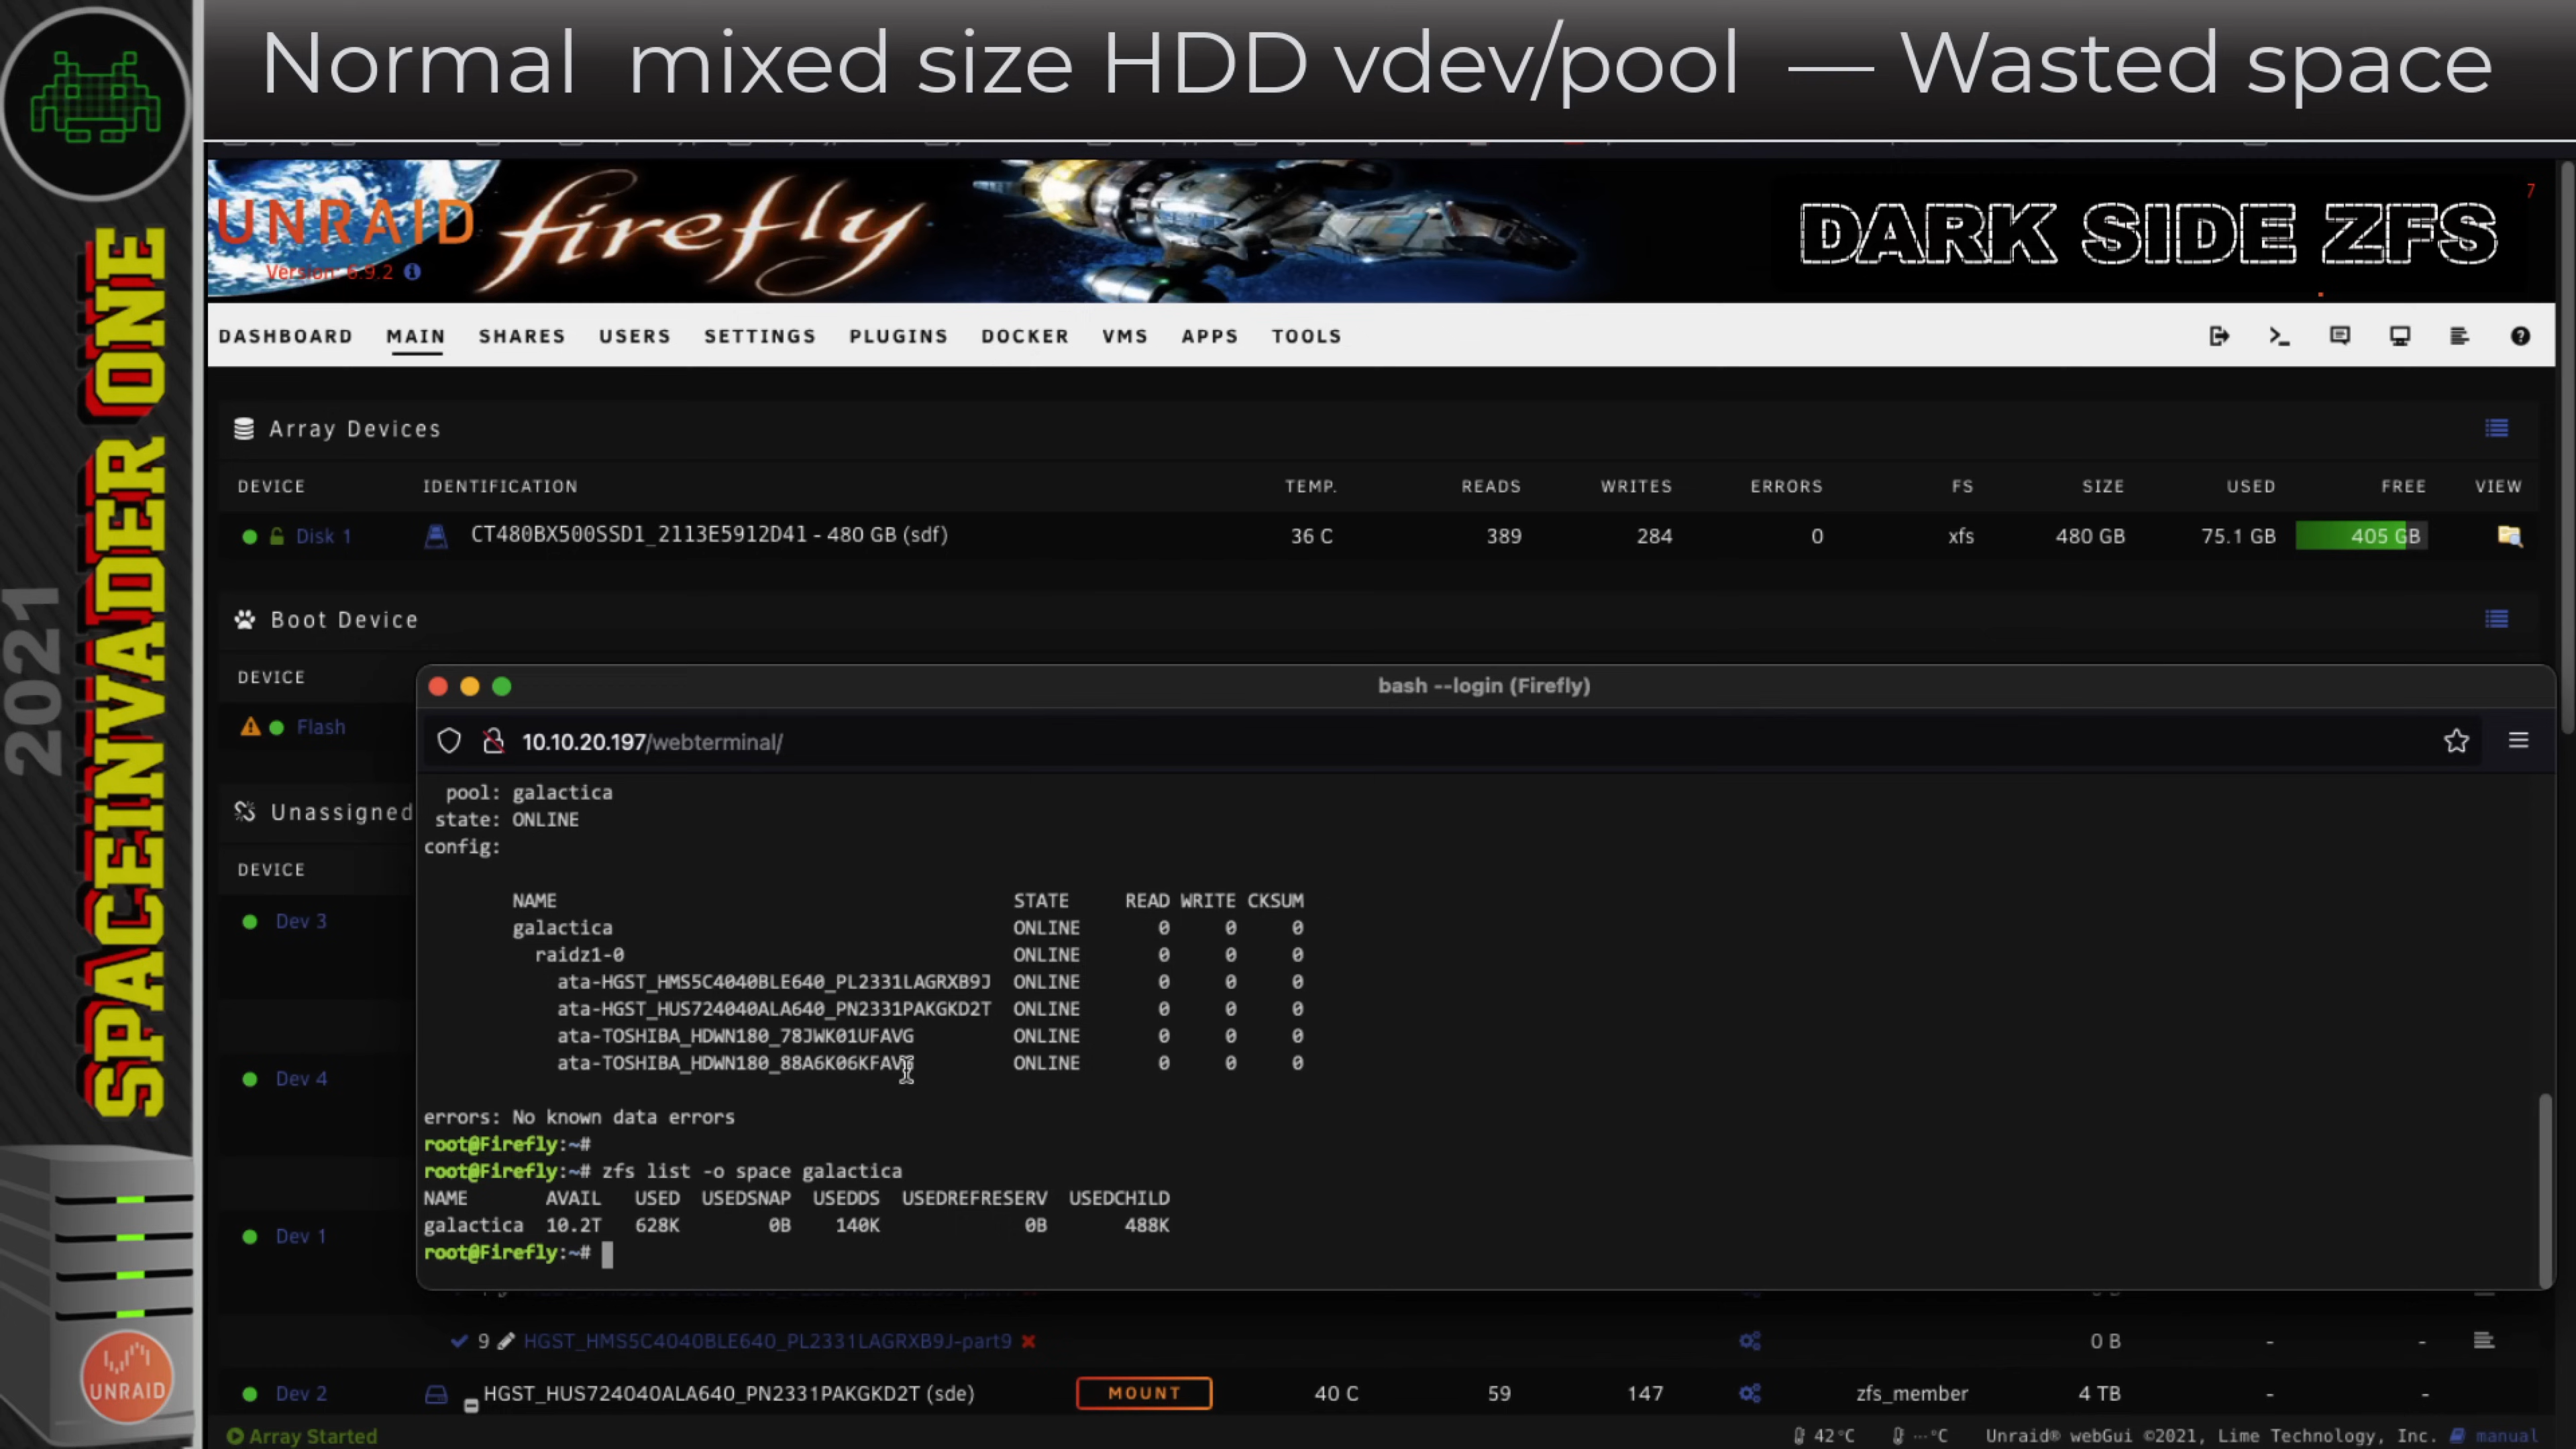 Normal mixed size HDD vdev/pool — Wasted space
2021
SPACEINVADER ONE
UNRAID
UNRAID
Version: 6.9.2
firefly
DARK SIDE ZFS
7
DASHBOARD MAIN SHARES USERS SETTINGS PLUGINS DOCKER VMS APPS TOOLS
Array Devices
DEVICE IDENTIFICATION TEMP. READS WRITES ERRORS FS SIZE USED FREE VIEW
Disk 1 CT480BX500SSD1_2113E5912D41 - 480 GB (sdf) 36 C 389 284 0 xfs 480 GB 75.1 GB 405 GB
Boot Device
DEVICE
Flash
Unassigned
DEVICE
Dev 3
Dev 4
Dev 1
bash --login (Firefly)
10.10.20.197/webterminal/
pool: galactica
state: ONLINE
config:
NAME STATE READ WRITE CKSUM
galactica ONLINE 0 0 0
raidz1-0 ONLINE 0 0 0
ata-HGST_HMS5C4040BLE640_PL2331LAGRXB9J ONLINE 0 0 0
ata-HGST_HUS724040ALA640_PN2331PAKGKD2T ONLINE 0 0 0
ata-TOSHIBA_HDWN180_78JWK01UFAVG ONLINE 0 0 0
ata-TOSHIBA_HDWN180_88A6K06KFAVG ONLINE 0 0 0
errors: No known data errors
root@Firefly:~#
root@Firefly:~# zfs list -o space galactica
NAME AVAIL USED USEDSNAP USEDDS USEDREFRESERV USEDCHILD
galactica 10.2T 628K 0B 140K 0B 488K
root@Firefly:~#
9 HGST_HMS5C4040BLE640_PL2331LAGRXB9J-part9 0 B - -
Dev 2 HGST_HUS724040ALA640_PN2331PAKGKD2T (sde) MOUNT 40 C 59 147 zfs_member 4 TB - -
Array Started 42°C ---°C Unraid® webGui ©2021, Lime Technology, Inc. manual